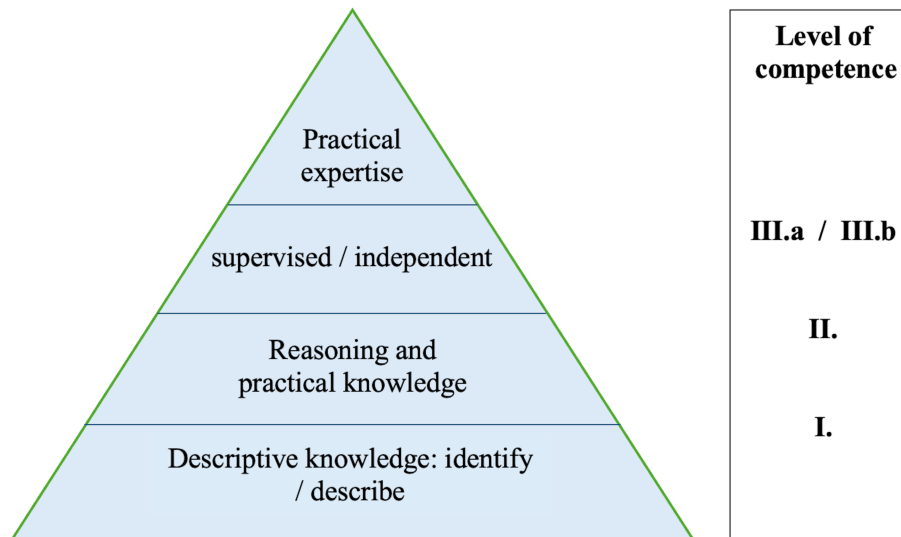 Practical
expertise
supervised / independent
Reasoning and
practical knowledge
Descriptive knowledge: identify
/ describe
Level of
competence
III.a / III.b
II.
I.